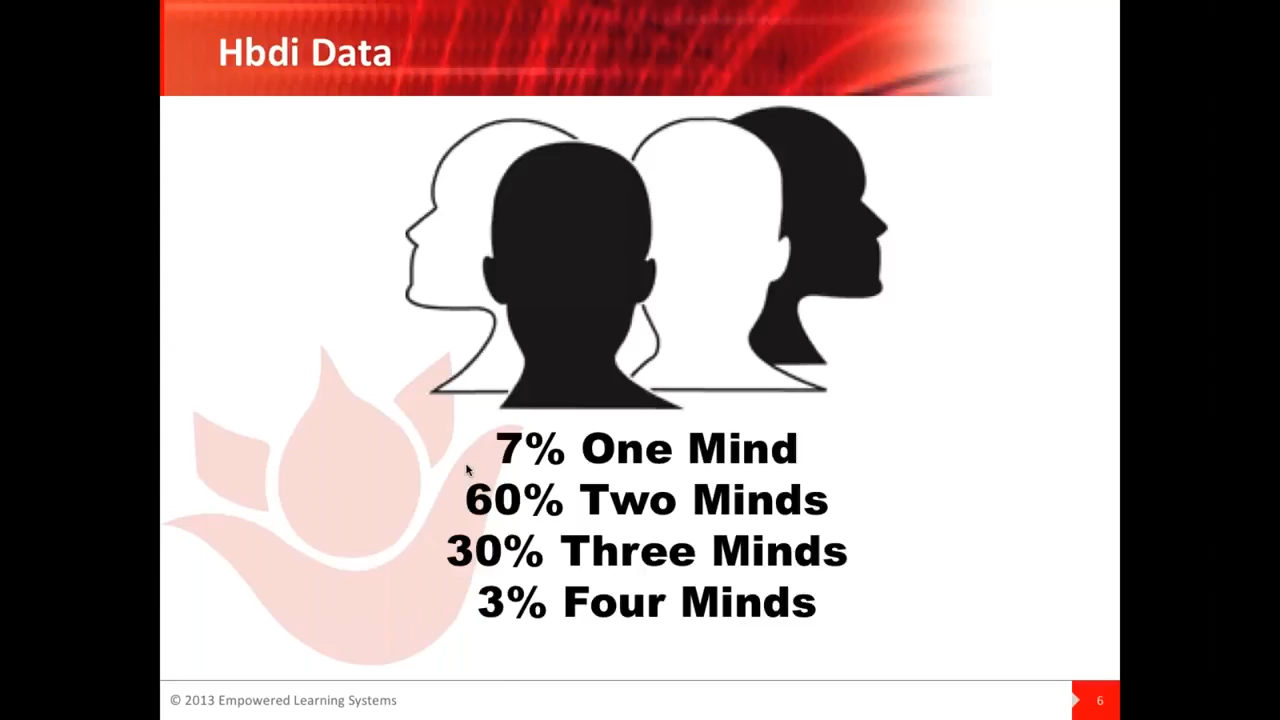 Hbdi Data
7% One Mind
60% Two Minds
30% Three Minds
3% Four Minds
© 2013 Empowered Learning Systems
6